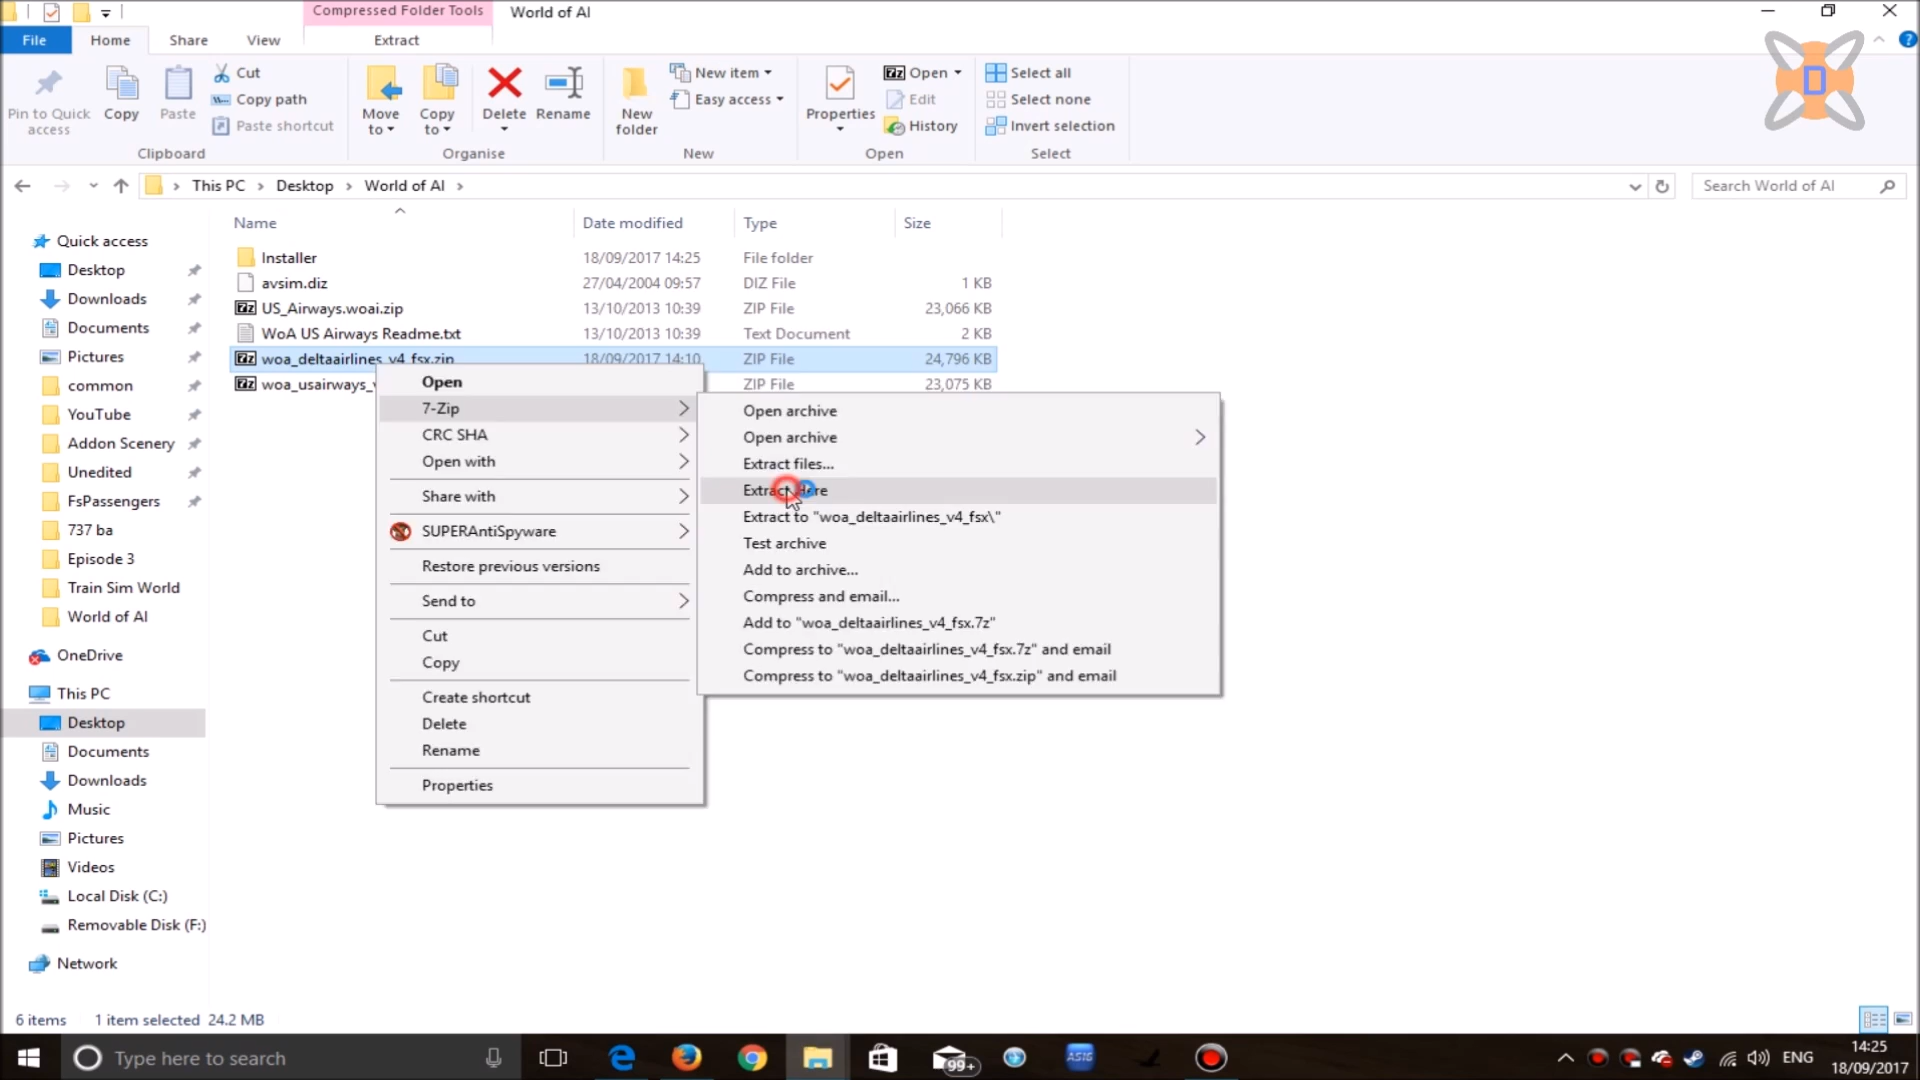 Compressed Folder Tools
World of AI
File
Home
Share
View
Extract
Pin to Quick access
Copy
Paste
Cut
Copy path
Paste shortcut
Clipboard
Move to
Copy to
Delete
Rename
Organise
New folder
New item
Easy access
New
Properties
Open
Edit
History
Open
Select all
Select none
Invert selection
Select
D
This PC
Desktop
World of AI
Search World of AI
Name
Date modified
Type
Size
Installer 18/09/2017 14:25 File folder
avsim.diz 27/04/2004 09:57 DIZ File 1 KB
US_Airways.woai.zip 13/10/2013 10:39 ZIP File 23,066 KB
WoA US Airways Readme.txt 13/10/2013 10:39 Text Document 2 KB
woa_deltaairlines_v4_fsx.zip 18/09/2017 14:10 ZIP File 24,796 KB
woa_usairways_ ZIP File 23,075 KB
Quick access
Desktop
Downloads
Documents
Pictures
common
YouTube
Addon Scenery
Unedited
FsPassengers
737 ba
Episode 3
Train Sim World
World of AI
OneDrive
This PC
Desktop
Documents
Downloads
Music
Pictures
Videos
Local Disk (C:)
Removable Disk (F:)
Network
Open
7-Zip
CRC SHA
Open with
Share with
SUPERAntiSpyware
Restore previous versions
Send to
Cut
Copy
Create shortcut
Delete
Rename
Properties
Open archive
Open archive
Extract files...
Extract Here
Extract to "woa_deltaairlines_v4_fsx\"
Test archive
Add to archive...
Compress and email...
Add to "woa_deltaairlines_v4_fsx.7z"
Compress to "woa_deltaairlines_v4_fsx.7z" and email
Compress to "woa_deltaairlines_v4_fsx.zip" and email
6 items 1 item selected 24.2 MB
Type here to search
99+
ASIG
ENG
14:25
18/09/2017